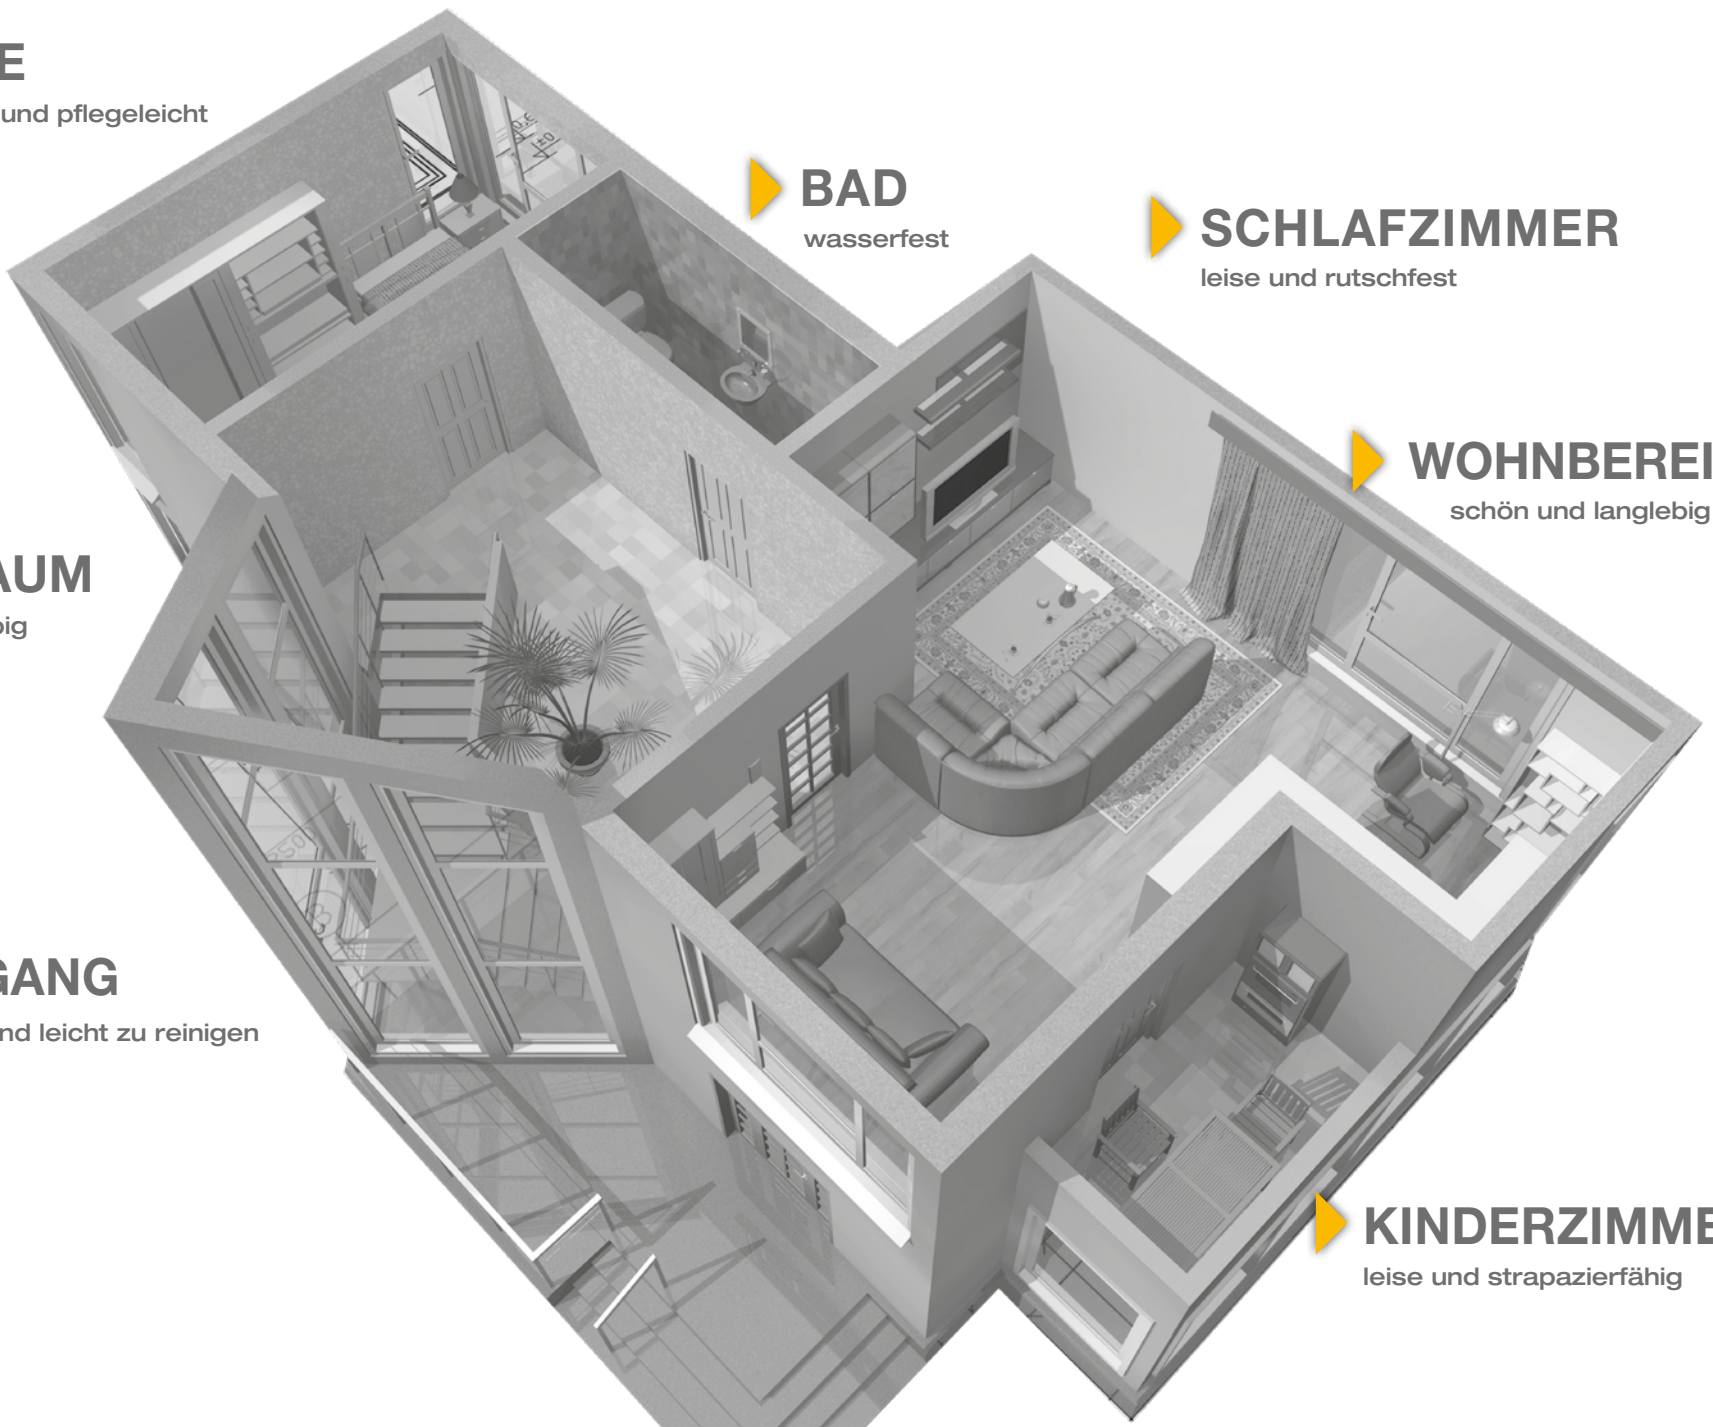 E
und pflegeleicht
BAD
wasserfest
SCHLAFZIMMER
leise und rutschfest
WOHNBEREI
schön und langlebig
AUM
ig
GANG
nd leicht zu reinigen
KINDERZIMME
leise und strapazierfähig